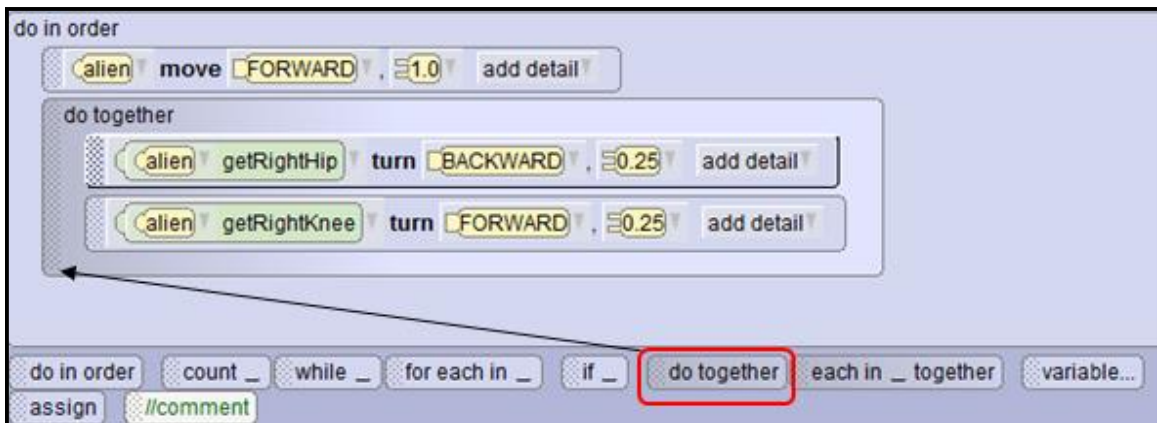 do in order
alien move FORWARD , 1.0 add detail
do together
alien getRightHip turn BACKWARD , 0.25 add detail
alien getRightKnee turn FORWARD , 0.25 add detail
do in order count _ while _ for each in _ if _ do together each in _ together variable...
assign //comment